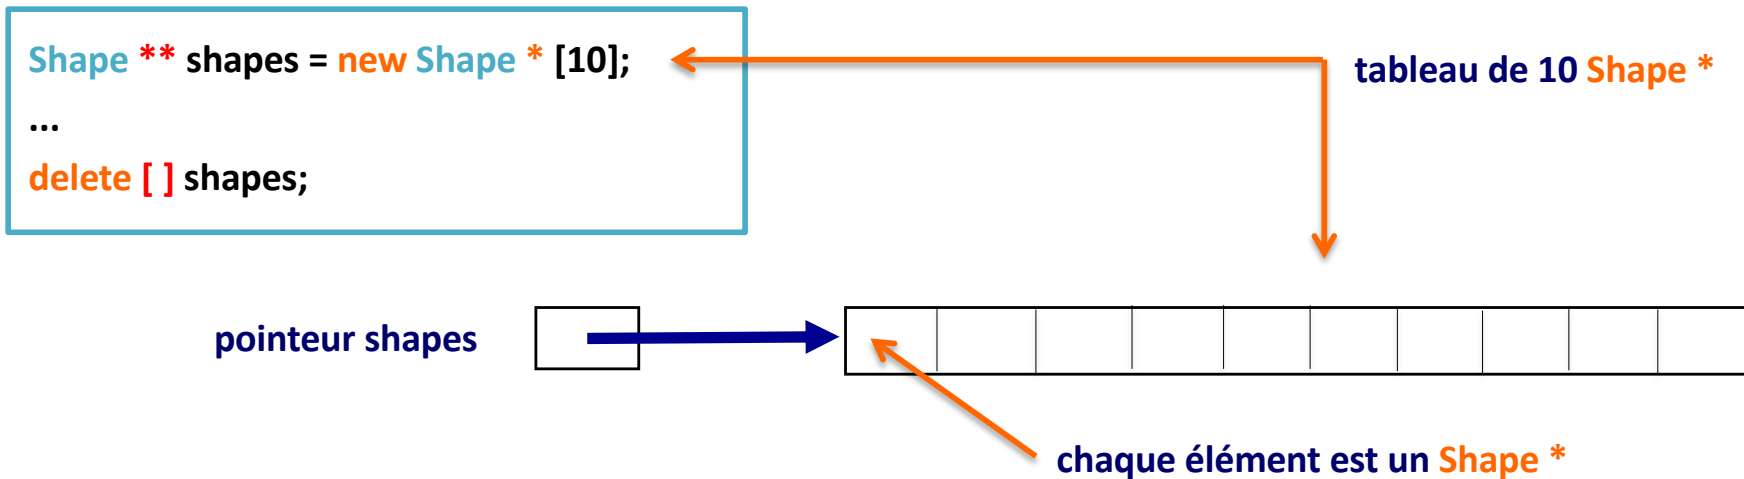 Shape ** shapes = new Shape * [10];
...
delete [ ] shapes;
tableau de 10 Shape *
pointeur shapes
chaque élément est un Shape *